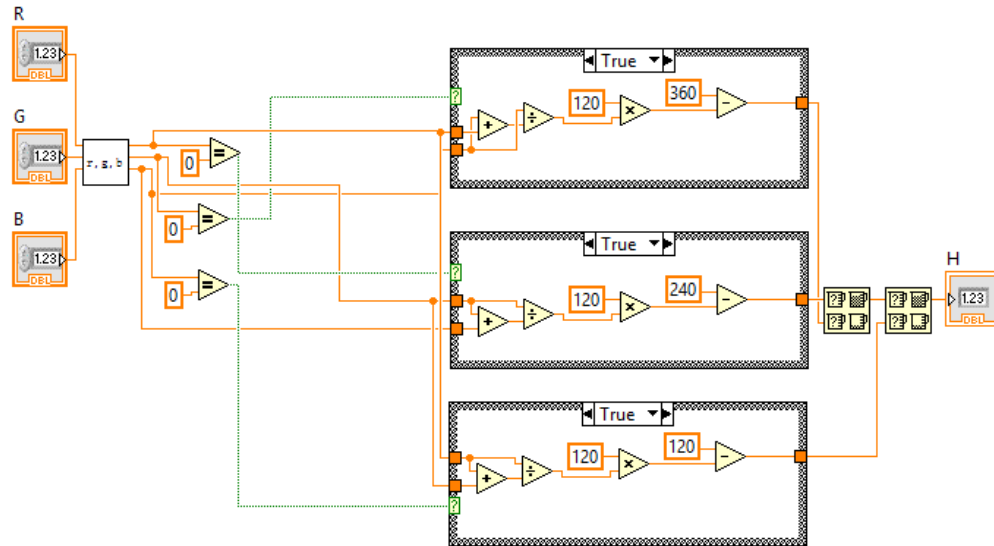 R
1.23
DBL
G
1.23
DBL
B
1.23
DBL
r, g, b
0
=
0
=
0
=
True
?
+
÷
120
×
360
−
True
?
+
÷
120
×
240
−
True
?
+
÷
120
×
120
−
?
?
?
?
H
1.23
DBL